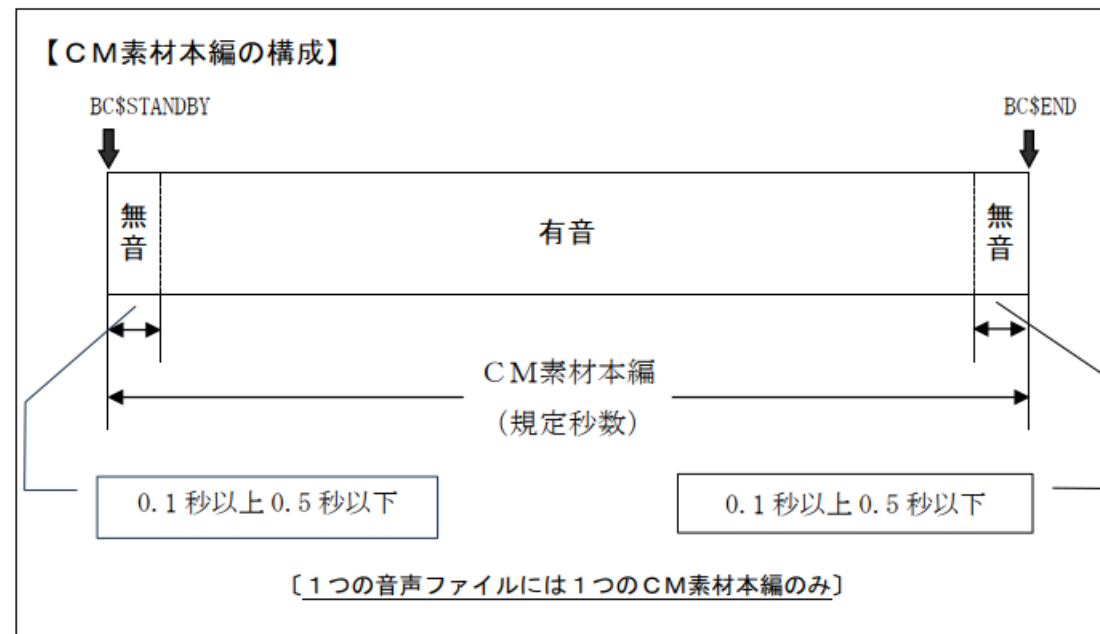 【ＣＭ素材本編の構成】
BC$STANDBY
BC$END
無音
有音
無音
ＣＭ素材本編
（規定秒数）
0.1 秒以上 0.5 秒以下
0.1 秒以上 0.5 秒以下
〔１つの音声ファイルには１つのＣＭ素材本編のみ〕